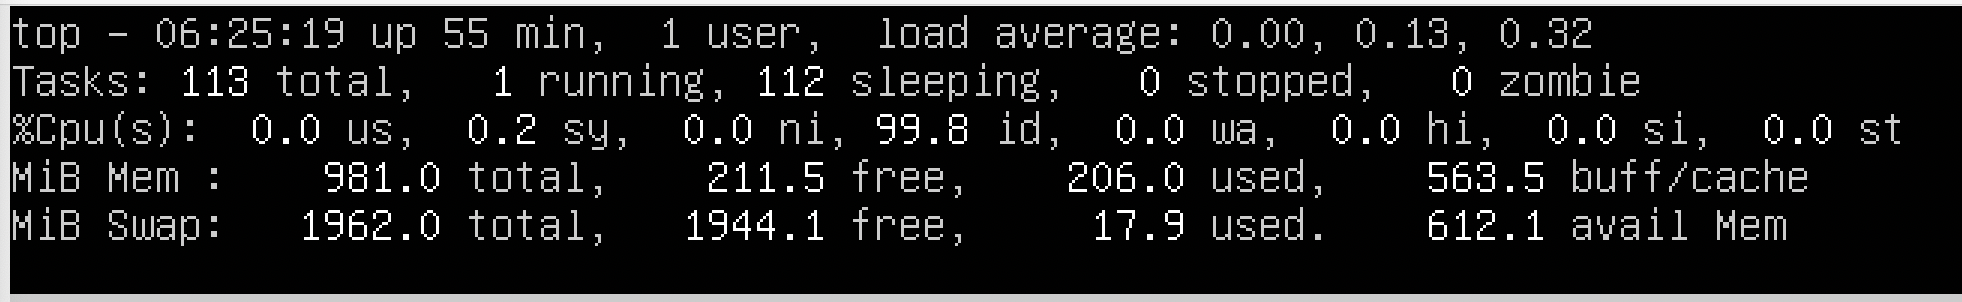 top - 06:25:19 up 55 min,  1 user,  load average: 0.00, 0.13, 0.32
Tasks: 113 total,   1 running, 112 sleeping,   0 stopped,   0 zombie
%Cpu(s):  0.0 us,  0.2 sy,  0.0 ni, 99.8 id,  0.0 wa,  0.0 hi,  0.0 si,  0.0 st
MiB Mem :    981.0 total,    211.5 free,    206.0 used,    563.5 buff/cache
MiB Swap:   1962.0 total,   1944.1 free,     17.9 used.    612.1 avail Mem